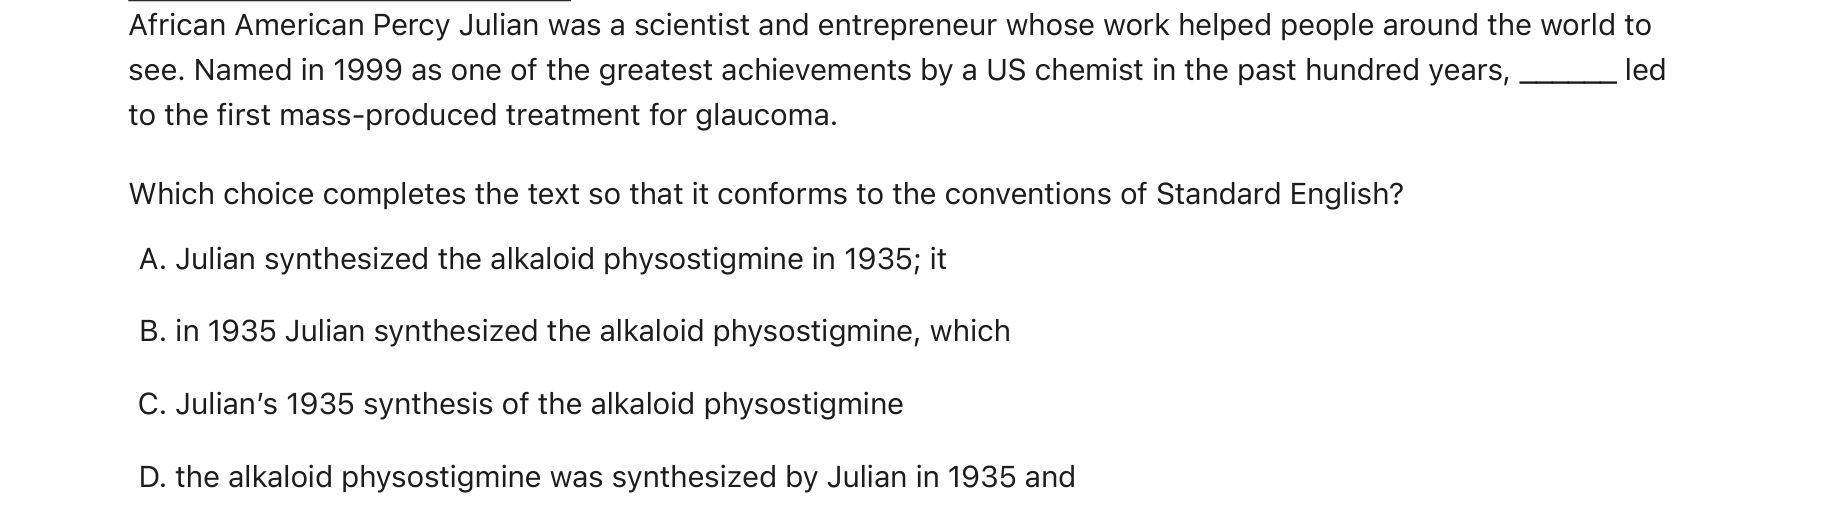 African American Percy Julian was a scientist and entrepreneur whose work helped people around the world to
see. Named in 1999 as one of the greatest achievements by a US chemist in the past hundred years, ______ led
to the first mass-produced treatment for glaucoma.
Which choice completes the text so that it conforms to the conventions of Standard English?
A. Julian synthesized the alkaloid physostigmine in 1935; it
B. in 1935 Julian synthesized the alkaloid physostigmine, which
C. Julian’s 1935 synthesis of the alkaloid physostigmine
D. the alkaloid physostigmine was synthesized by Julian in 1935 and